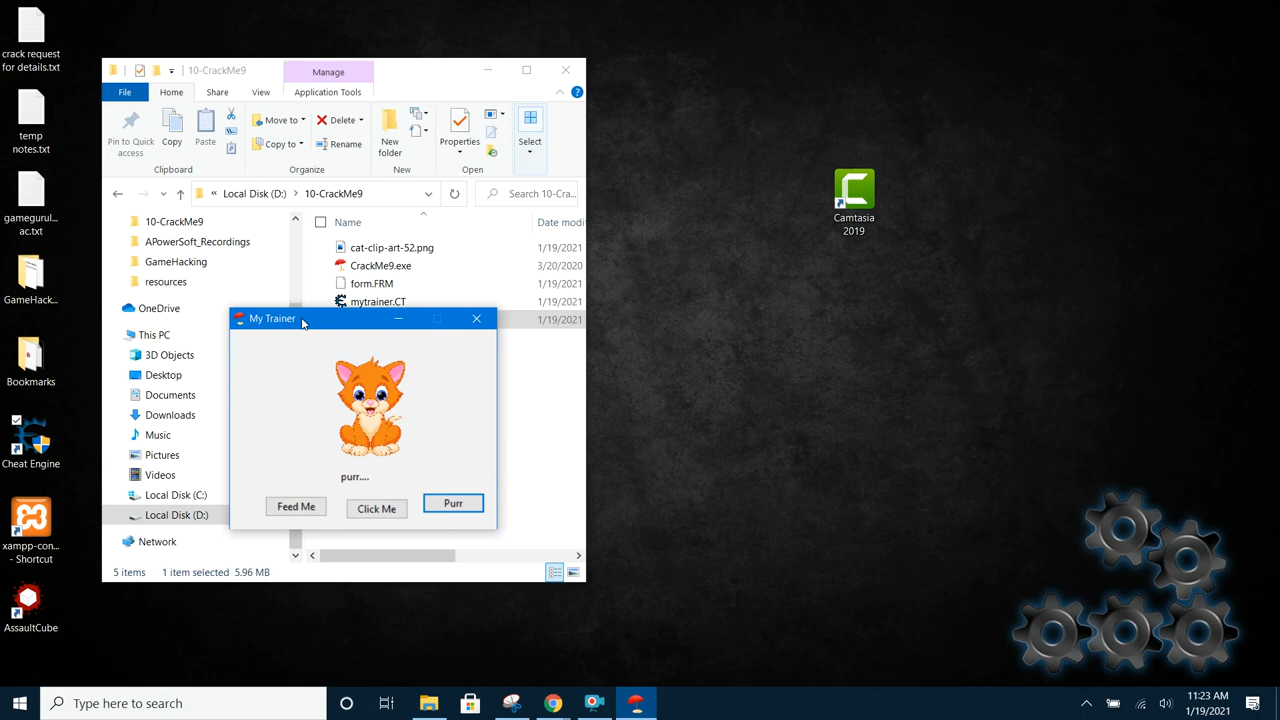 crack request
for details.txt
temp
notes.txt
gamegurul...
ac.txt
GameHack...
Bookmarks
Cheat Engine
xampp-con...
- Shortcut
AssaultCube
10-CrackMe9
Manage
File
Home
Share
View
Application Tools
Pin to Quick
access
Copy
Paste
Clipboard
Move to
Copy to
Delete
Rename
Organize
New
folder
New
Properties
Open
Select
« Local Disk (D:) › 10-CrackMe9
Search 10-Cra...
10-CrackMe9
APowerSoft_Recordings
GameHacking
resources
OneDrive
This PC
3D Objects
Desktop
Documents
Downloads
Music
Pictures
Videos
Local Disk (C:)
Local Disk (D:)
Network
Name
Date modi
cat-clip-art-52.png
1/19/2021
CrackMe9.exe
3/20/2020
form.FRM
1/19/2021
mytrainer.CT
1/19/2021
1/19/2021
My Trainer
purr....
Feed Me
Click Me
Purr
5 items
1 item selected 5.96 MB
Camtasia
2019
Type here to search
11:23 AM
1/19/2021